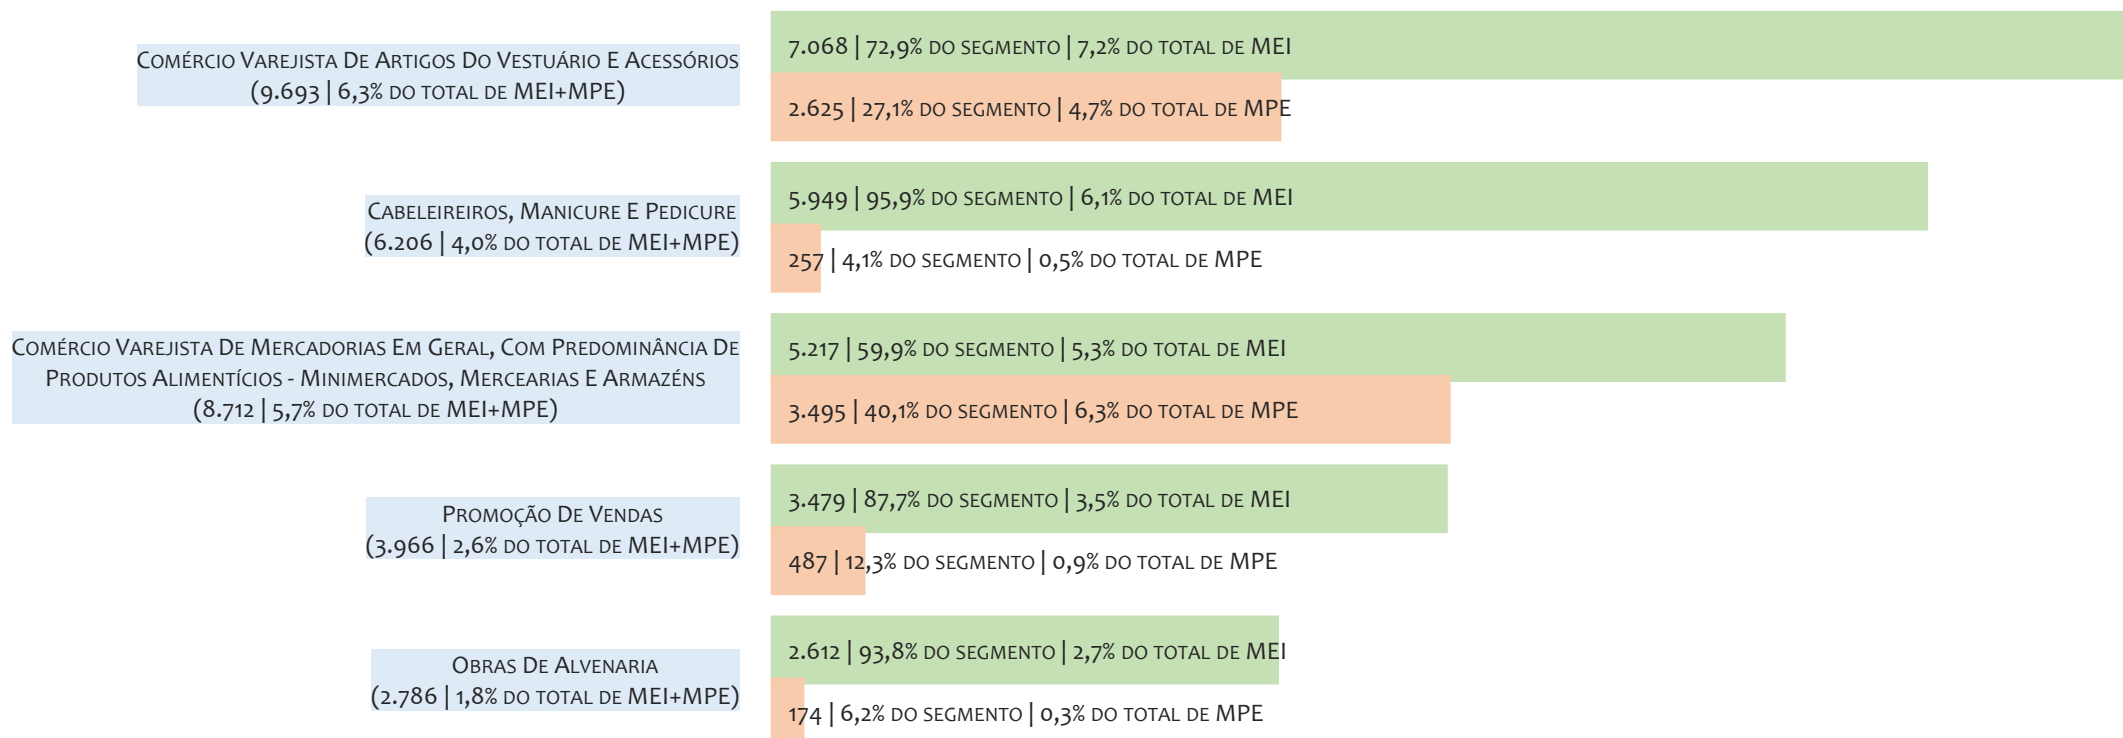 Comércio Varejista De Artigos Do Vestuário E Acessórios
(9.693 | 6,3% do total de MEI+MPE)
7.068 | 72,9% do segmento | 7,2% do total de MEI
2.625 | 27,1% do segmento | 4,7% do total de MPE
Cabeleireiros, Manicure E Pedicure
(6.206 | 4,0% do total de MEI+MPE)
5.949 | 95,9% do segmento | 6,1% do total de MEI
257 | 4,1% do segmento | 0,5% do total de MPE
Comércio Varejista De Mercadorias Em Geral, Com Predominância De
Produtos Alimentícios - Minimercados, Mercearias E Armazéns
(8.712 | 5,7% do total de MEI+MPE)
5.217 | 59,9% do segmento | 5,3% do total de MEI
3.495 | 40,1% do segmento | 6,3% do total de MPE
Promoção De Vendas
(3.966 | 2,6% do total de MEI+MPE)
3.479 | 87,7% do segmento | 3,5% do total de MEI
487 | 12,3% do segmento | 0,9% do total de MPE
Obras De Alvenaria
(2.786 | 1,8% do total de MEI+MPE)
2.612 | 93,8% do segmento | 2,7% do total de MEI
174 | 6,2% do segmento | 0,3% do total de MPE